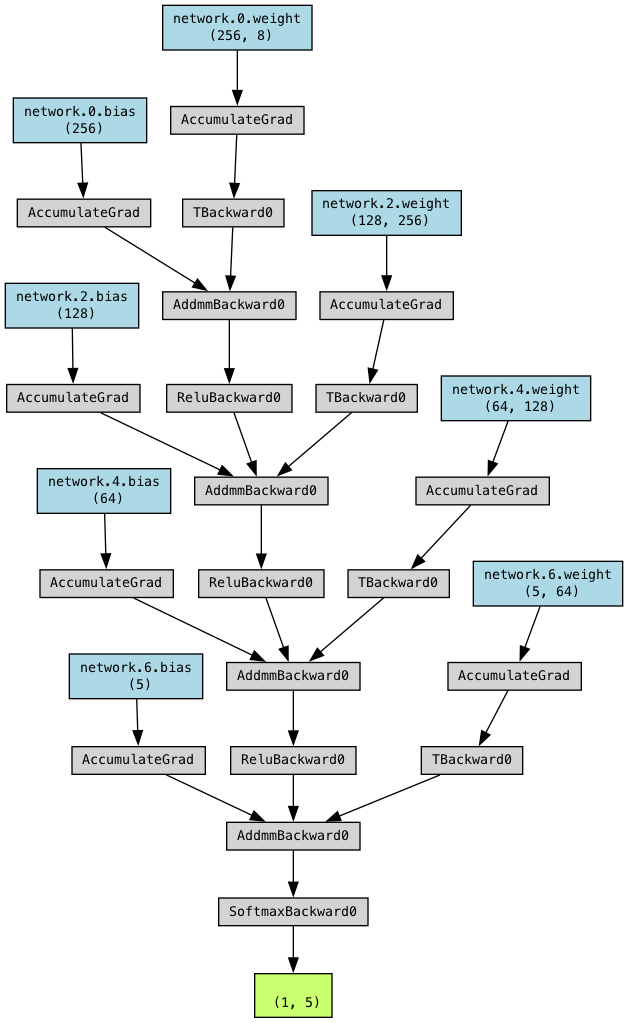 network.0.weight
(256, 8)
network.0.bias
(256)
AccumulateGrad
AccumulateGrad
TBackward0
network.2.weight
(128, 256)
network.2.bias
(128)
AddmmBackward0
AccumulateGrad
AccumulateGrad
ReluBackward0
TBackward0
network.4.weight
(64, 128)
network.4.bias
(64)
AddmmBackward0
AccumulateGrad
AccumulateGrad
ReluBackward0
TBackward0
network.6.weight
(5, 64)
network.6.bias
(5)
AddmmBackward0
AccumulateGrad
AccumulateGrad
ReluBackward0
TBackward0
AddmmBackward0
SoftmaxBackward0
(1, 5)